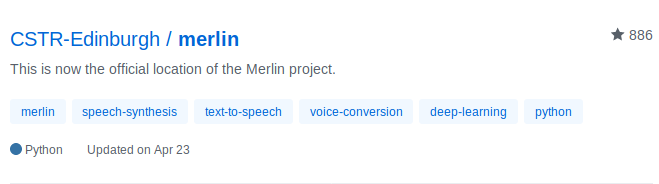 CSTR-Edinburgh / merlin
886
This is now the official location of the Merlin project.
merlin speech-synthesis text-to-speech voice-conversion deep-learning python
Python Updated on Apr 23